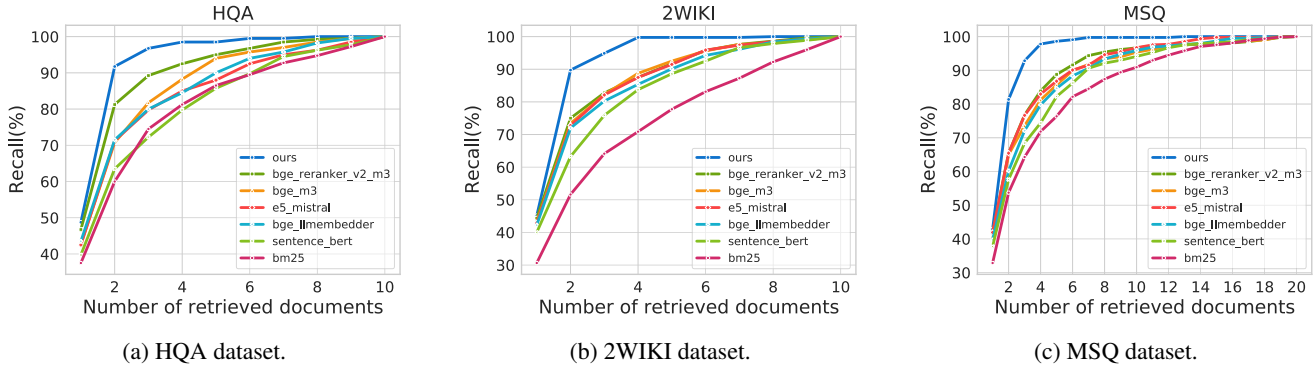 HQA
Recall(%)
100
90
80
70
60
50
40
2
4
6
8
10
ours
bge_reranker_v2_m3
bge_m3
e5_mistral
bge_llmembedder
sentence_bert
bm25
Number of retrieved documents
(a) HQA dataset.
2WIKI
Recall(%)
100
90
80
70
60
50
40
30
2
4
6
8
10
ours
bge_reranker_v2_m3
bge_m3
e5_mistral
bge_llmembedder
sentence_bert
bm25
Number of retrieved documents
(b) 2WIKI dataset.
MSQ
Recall(%)
100
90
80
70
60
50
40
30
2
4
6
8
10
12
14
16
18
20
ours
bge_reranker_v2_m3
bge_m3
e5_mistral
bge_llmembedder
sentence_bert
bm25
Number of retrieved documents
(c) MSQ dataset.